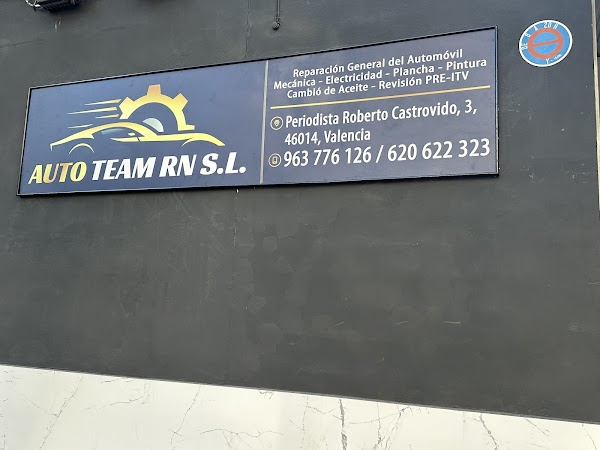 AUTO TEAM RN S.L.
Reparación General del Automóvil
Mecánica - Electricidad - Plancha - Pintura
Cambió de Aceite - Revisión PRE-ITV
Periodista Roberto Castrovido, 3,
46014, Valencia
963 776 126 / 620 622 323